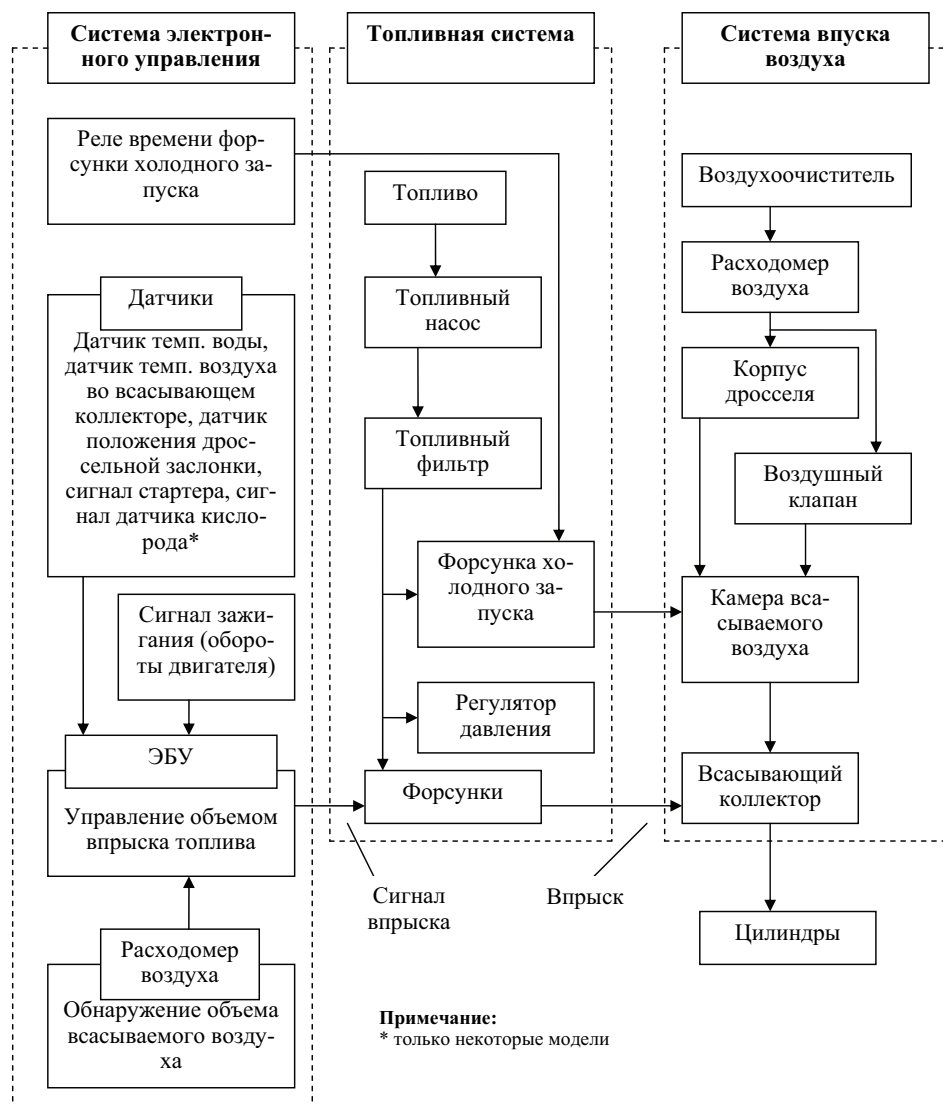 Система электрон-
ного управления
Реле времени фор-
сунки холодного за-
пуска
Датчики
Датчик темп. воды,
датчик темп. воздуха
во всасывающем
коллекторе, датчик
положения дрос-
сельной заслонки,
сигнал стартера, сиг-
нал датчика кисло-
рода*
Сигнал зажи-
гания (оборо-
ты двигателя)
ЭБУ
Управление объемом
впрыска топлива
Расходомер
воздуха
Обнаружение объема
всасываемого возду-
ха
Топливная система
Топливо
Топливный
насос
Топливный
фильтр
Форсунка хо-
лодного за-
пуска
Регулятор
давления
Форсунки
Сигнал
впрыска
Впрыск
Система впуска
воздуха
Воздухоочиститель
Расходомер
воздуха
Корпус
дросселя
Воздушный
клапан
Камера вса-
сываемого
воздуха
Всасывающий
коллектор
Цилиндры
Примечание:
* только некоторые модели